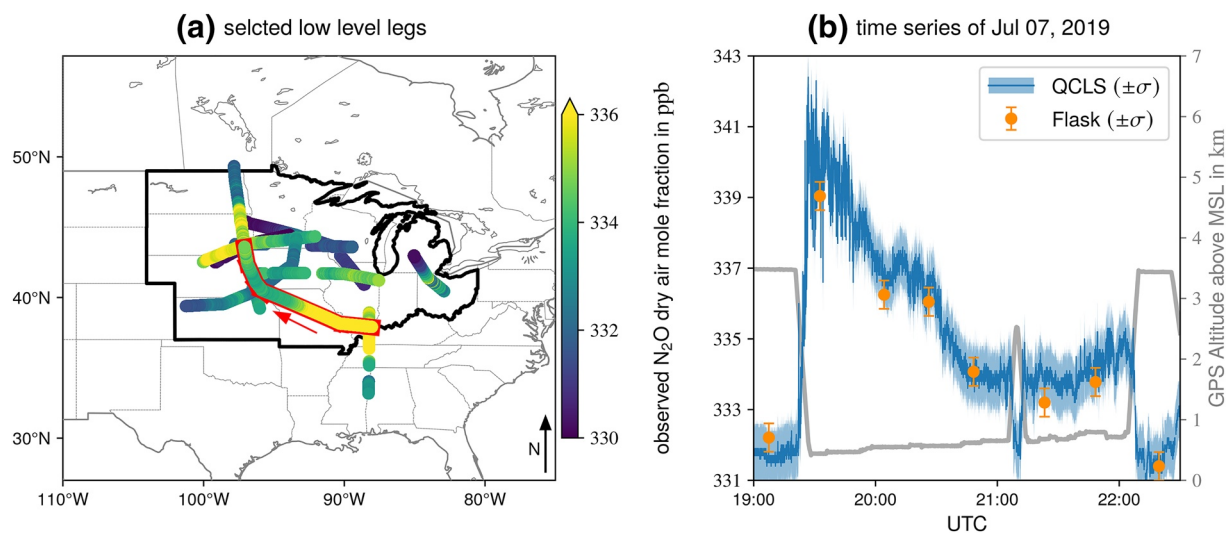 (a) selcted low level legs
50°N
40°N
30°N
110°W
100°W
90°W
80°W
N
336
334
332
330
observed N₂O dry air mole fraction in ppb
(b) time series of Jul 07, 2019
343
341
339
337
335
333
331
QCLS (±σ)
Flask (±σ)
7
6
5
4
3
2
1
0
GPS Altitude above MSL in km
19:00
20:00
21:00
22:00
UTC